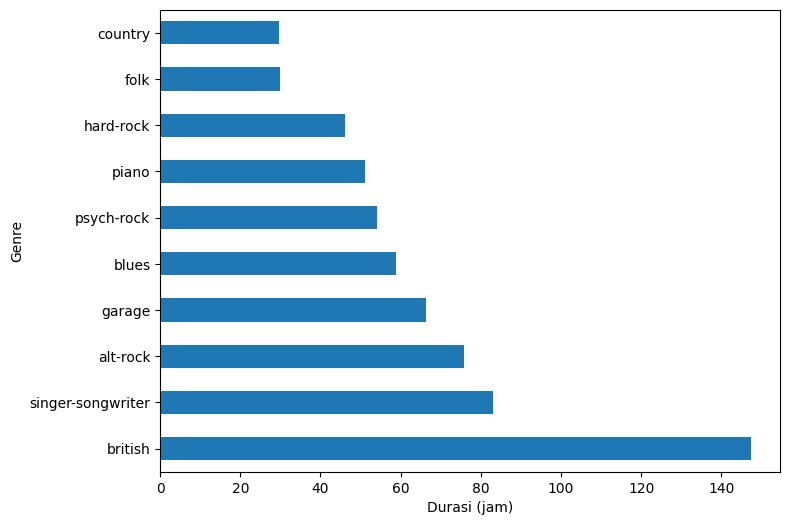 country
folk
hard-rock
piano
psych-rock
Genre
blues
garage
alt-rock
singer-songwriter
british
0 20 40 60 80 100 120 140
Durasi (jam)